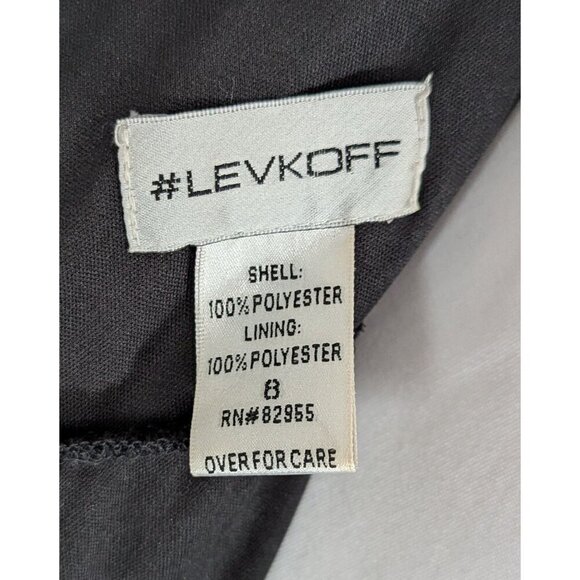 #LEVKOFF
SHELL:
100%POLYESTER
LINING:
100%POLYESTER
8
RN#82955
OVER FOR CARE